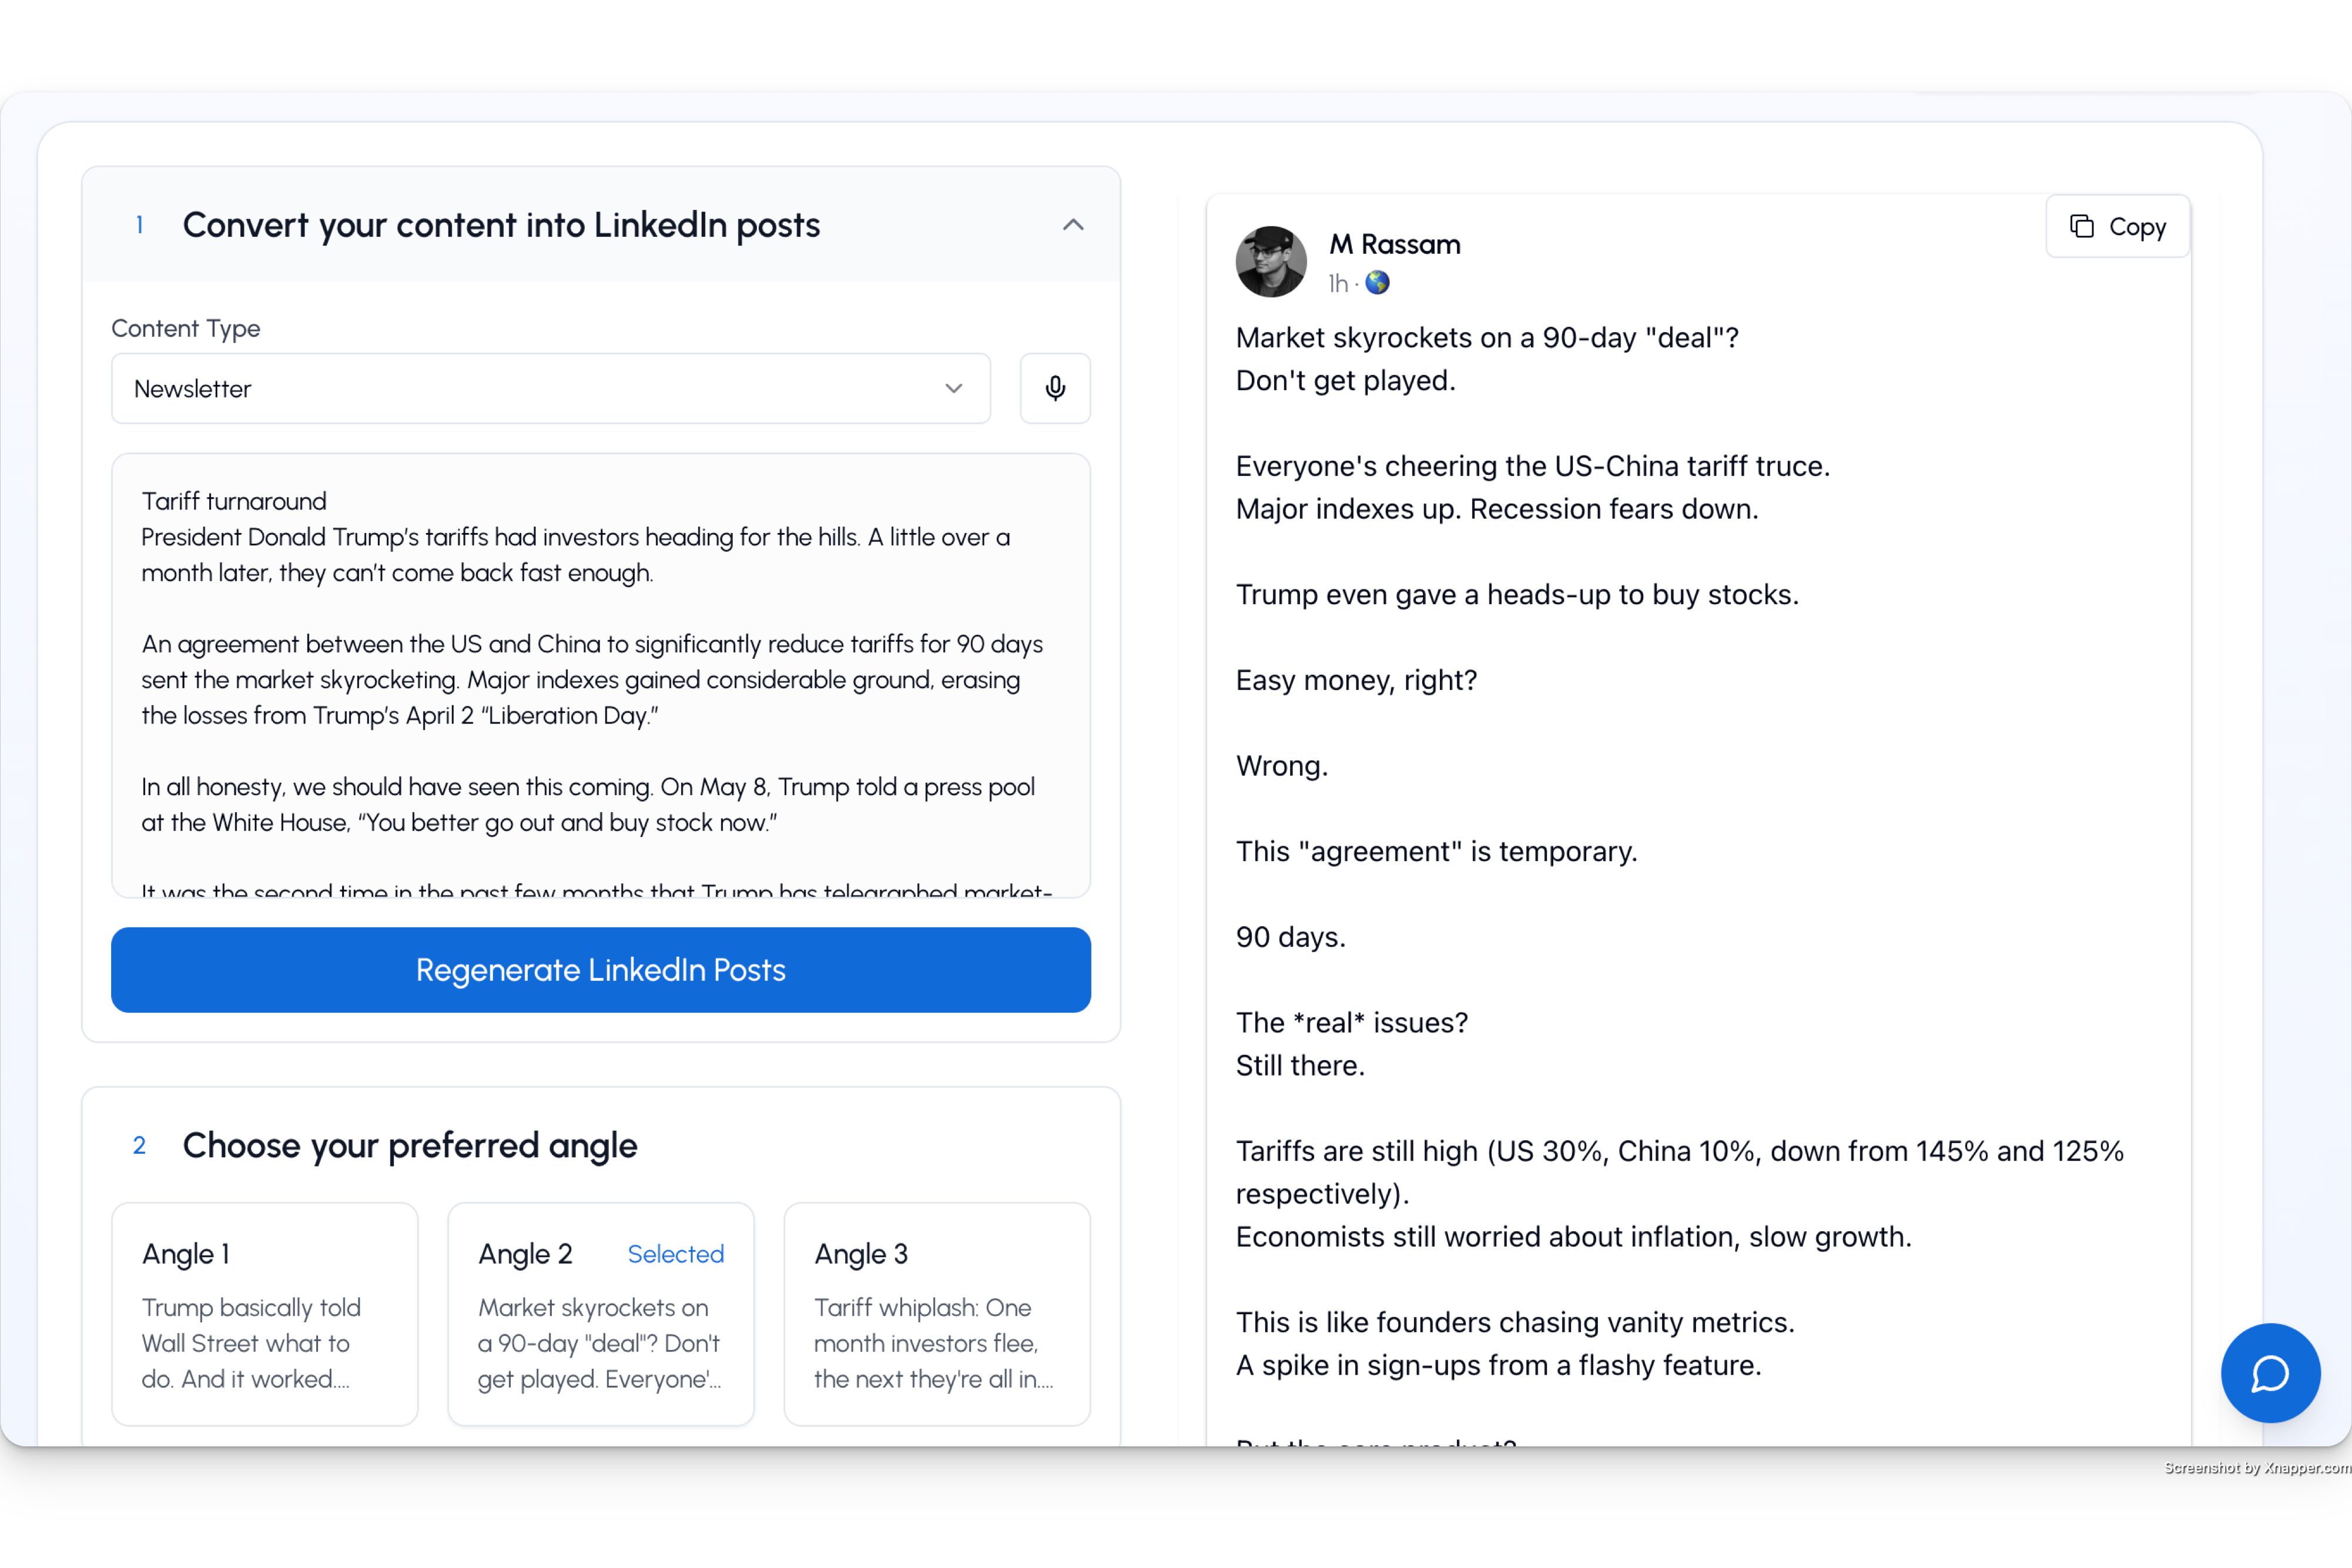 1 Convert your content into LinkedIn posts
Content Type
Newsletter
Tariff turnaround
President Donald Trump’s tariffs had investors heading for the hills. A little over a
month later, they can’t come back fast enough.
An agreement between the US and China to significantly reduce tariffs for 90 days
sent the market skyrocketing. Major indexes gained considerable ground, erasing
the losses from Trump’s April 2 “Liberation Day.”
In all honesty, we should have seen this coming. On May 8, Trump told a press pool
at the White House, “You better go out and buy stock now.”
It was the second time in the past few months that Trump has telegraphed market-
Regenerate LinkedIn Posts
2 Choose your preferred angle
Angle 1
Trump basically told
Wall Street what to
do. And it worked....
Angle 2 Selected
Market skyrockets on
a 90-day "deal"? Don't
get played. Everyone'...
Angle 3
Tariff whiplash: One
month investors flee,
the next they're all in....
Copy
M Rassam
1h ·
Market skyrockets on a 90-day "deal"?
Don't get played.
Everyone's cheering the US-China tariff truce.
Major indexes up. Recession fears down.
Trump even gave a heads-up to buy stocks.
Easy money, right?
Wrong.
This "agreement" is temporary.
90 days.
The *real* issues?
Still there.
Tariffs are still high (US 30%, China 10%, down from 145% and 125%
respectively).
Economists still worried about inflation, slow growth.
This is like founders chasing vanity metrics.
A spike in sign-ups from a flashy feature.
But the core product?
Screenshot by Xnapper.com